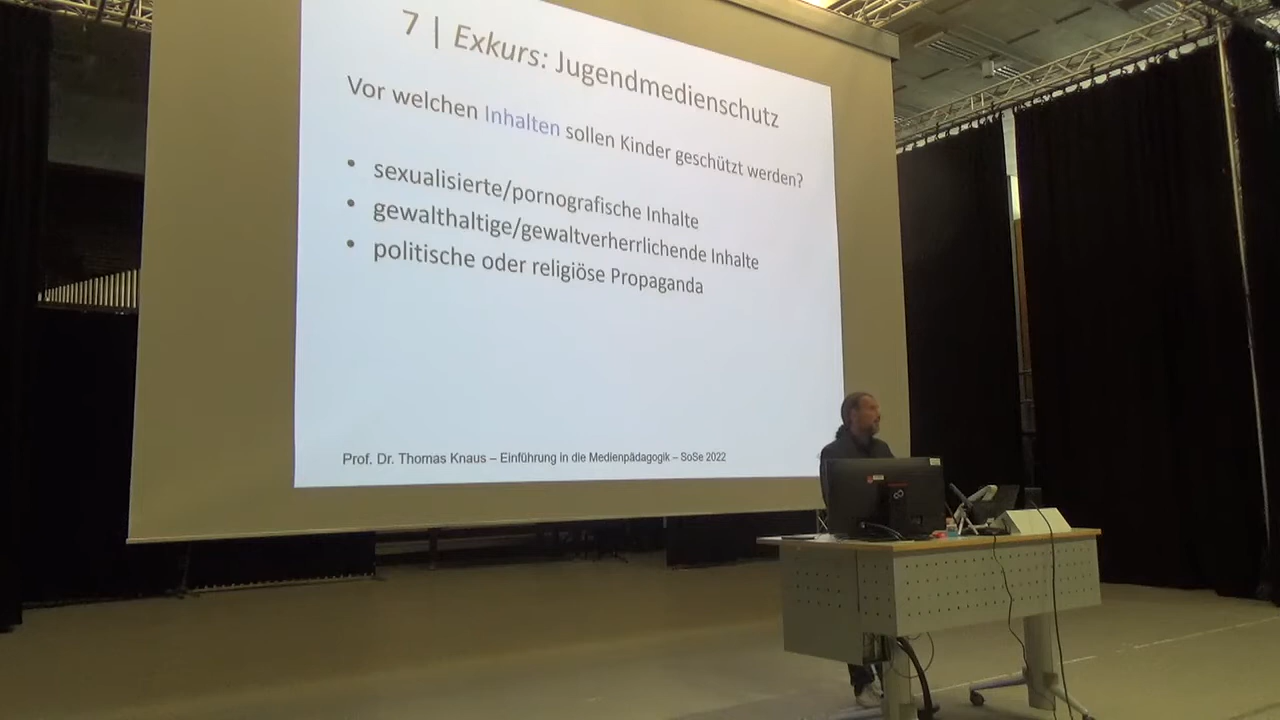 7 | Exkurs: Jugendmedienschutz
Vor welchen Inhalten sollen Kinder geschützt werden?
• sexualisierte/pornografische Inhalte
• gewalthaltige/gewaltverherrlichende Inhalte
• politische oder religiöse Propaganda
Prof. Dr. Thomas Knaus – Einführung in die Medienpädagogik – SoSe 2022